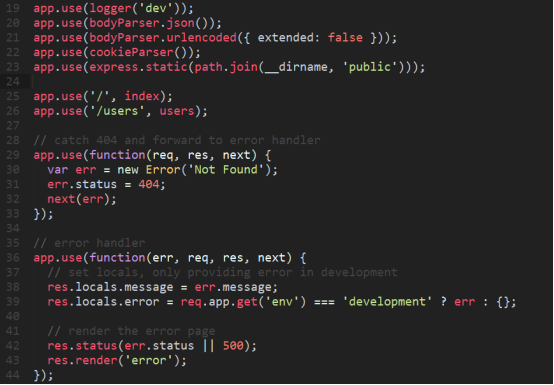 19 app.use(logger('dev'));
20 app.use(bodyParser.json());
21 app.use(bodyParser.urlencoded({ extended: false }));
22 app.use(cookieParser());
23 app.use(express.static(path.join(__dirname, 'public')));
24
25 app.use('/', index);
26 app.use('/users', users);
27
28 // catch 404 and forward to error handler
29 app.use(function(req, res, next) {
30   var err = new Error('Not Found');
31   err.status = 404;
32   next(err);
33 });
34
35 // error handler
36 app.use(function(err, req, res, next) {
37   // set locals, only providing error in development
38   res.locals.message = err.message;
39   res.locals.error = req.app.get('env') === 'development' ? err : {};
40
41   // render the error page
42   res.status(err.status || 500);
43   res.render('error');
44 });